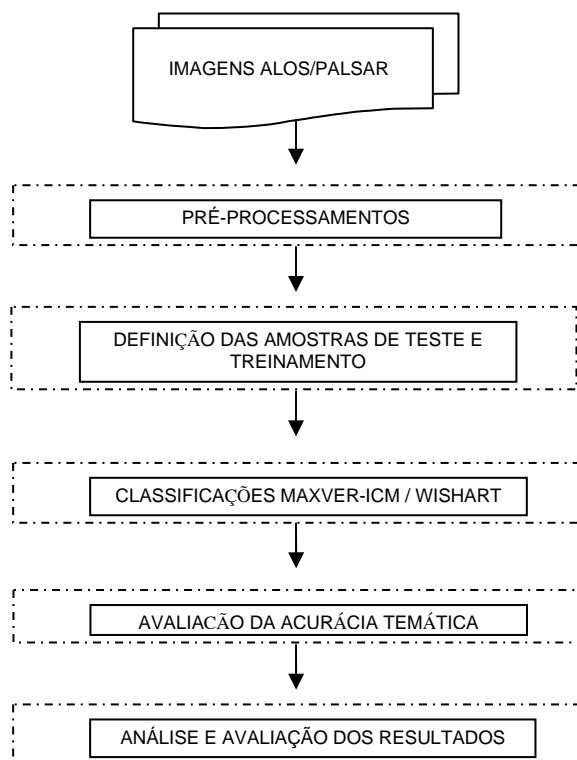 IMAGENS ALOS/PALSAR
PRÉ-PROCESSAMENTOS
DEFINIÇÃO DAS AMOSTRAS DE TESTE E
TREINAMENTO
CLASSIFICAÇÕES MAXVER-ICM / WISHART
AVALIACÃO DA ACURÁCIA TEMÁTICA
ANÁLISE E AVALIAÇÃO DOS RESULTADOS